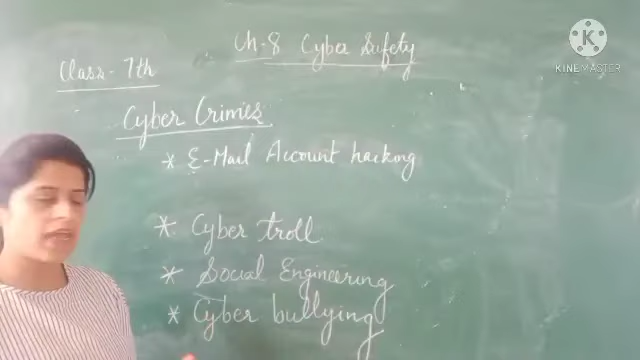 Ch-8 Cyber Safety
Class - 7th
Cyber Crimes
* E-Mail Account hacking
* Cyber troll
* Social Engineering
* Cyber bullying
KINEMASTER